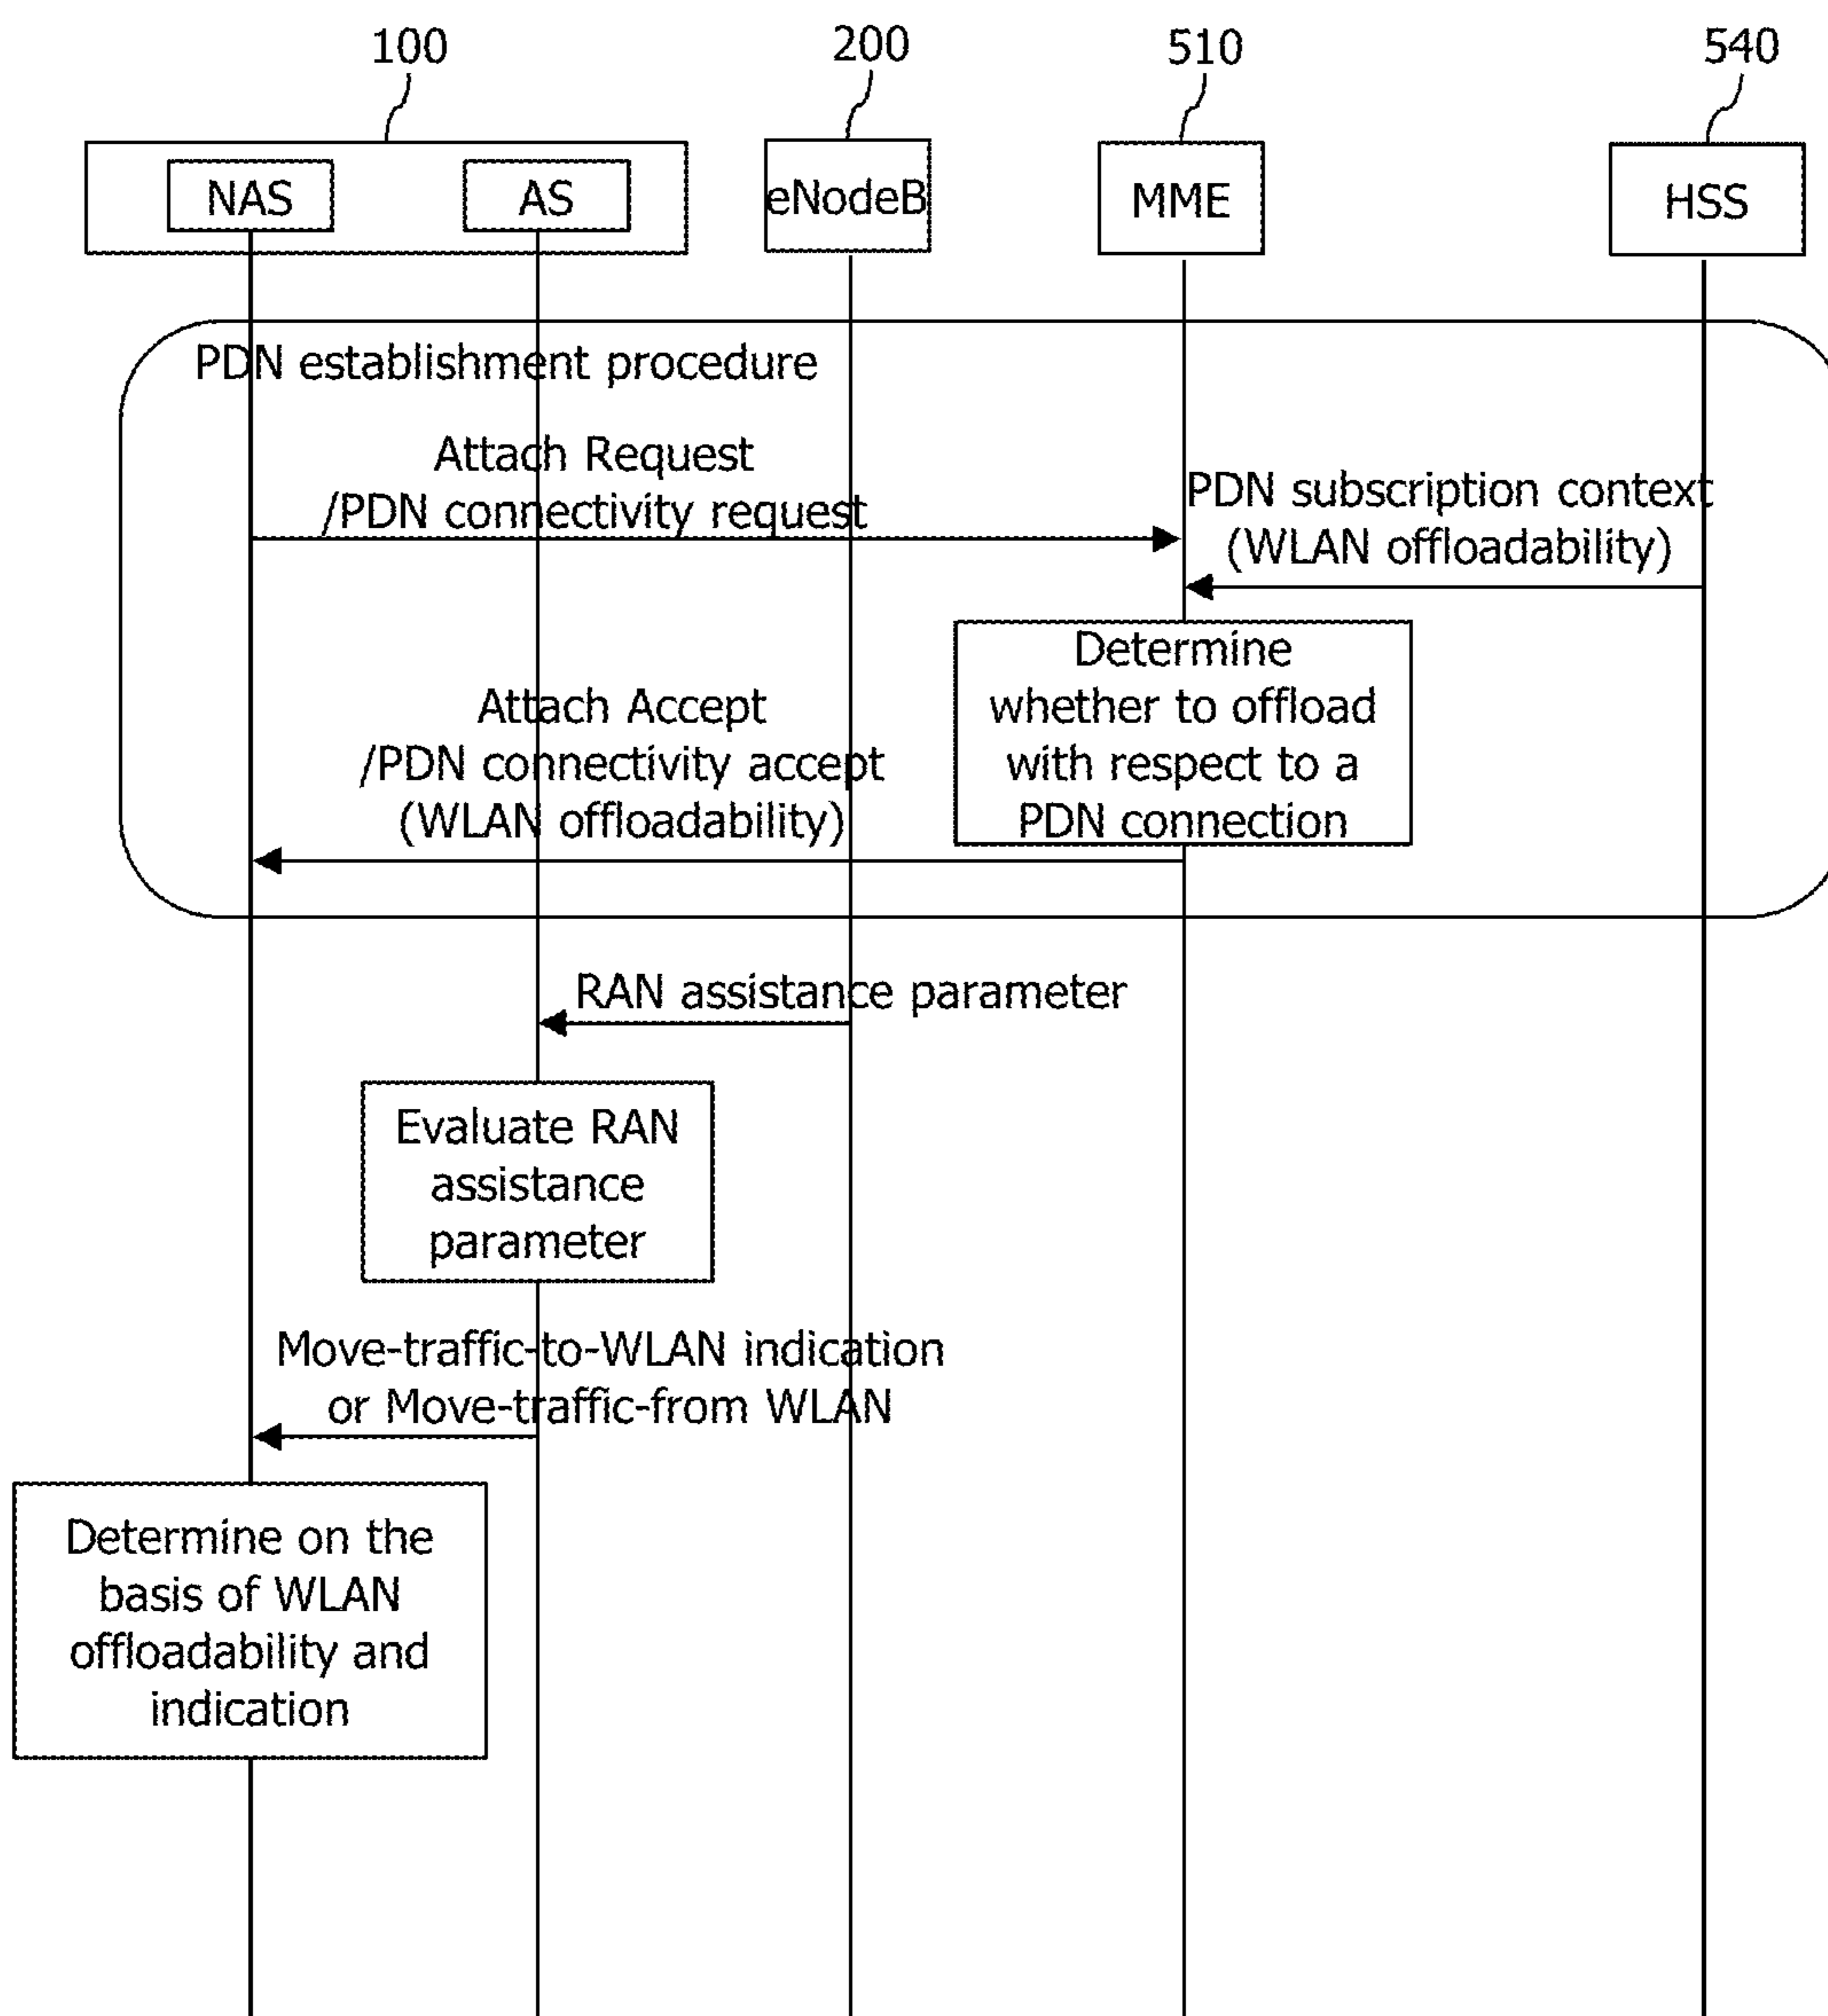 100
200
510
540
NAS
AS
eNodeB
MME
HSS
PDN establishment procedure
Attach Request
/PDN connectivity request
PDN subscription context
(WLAN offloadability)
Determine
whether to offload
with respect to a
PDN connection
Attach Accept
/PDN connectivity accept
(WLAN offloadability)
RAN assistance parameter
Evaluate RAN
assistance
parameter
Move-traffic-to-WLAN indication
or Move-traffic-from WLAN
Determine on the
basis of WLAN
offloadability and
indication